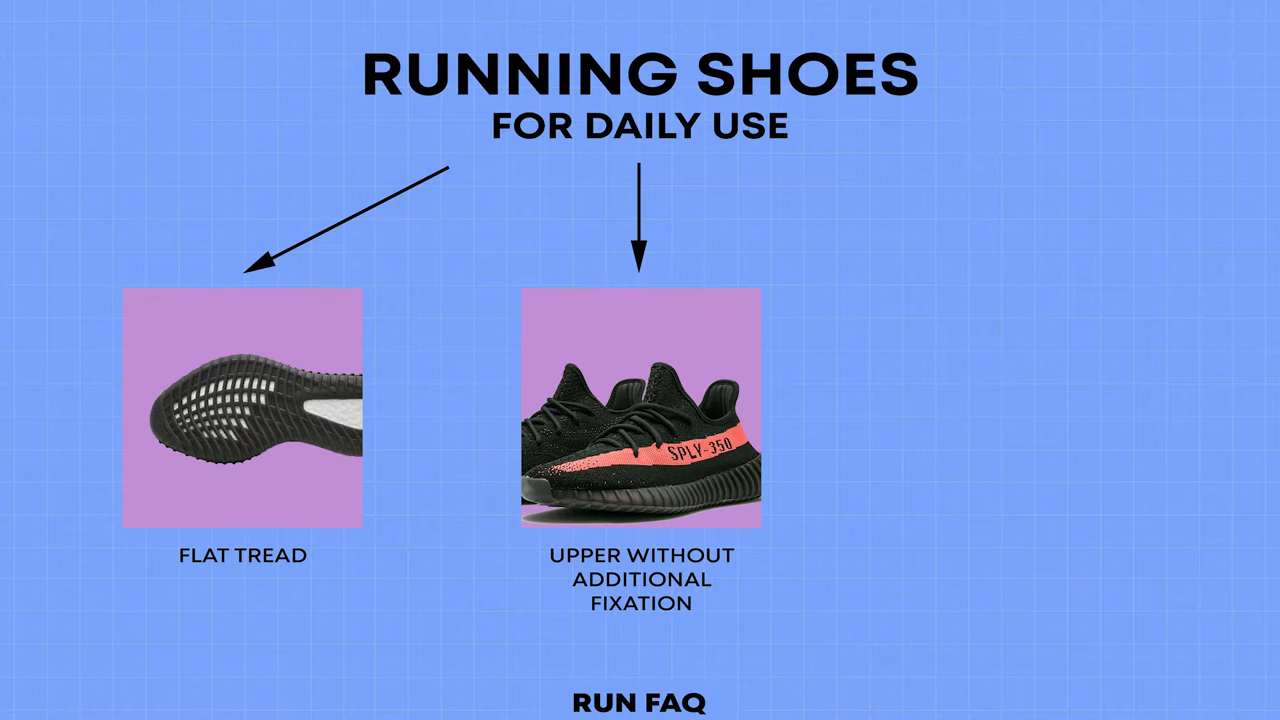 RUNNING SHOES
FOR DAILY USE
SPLY-350
FLAT TREAD
UPPER WITHOUT
ADDITIONAL
FIXATION
RUN FAQ